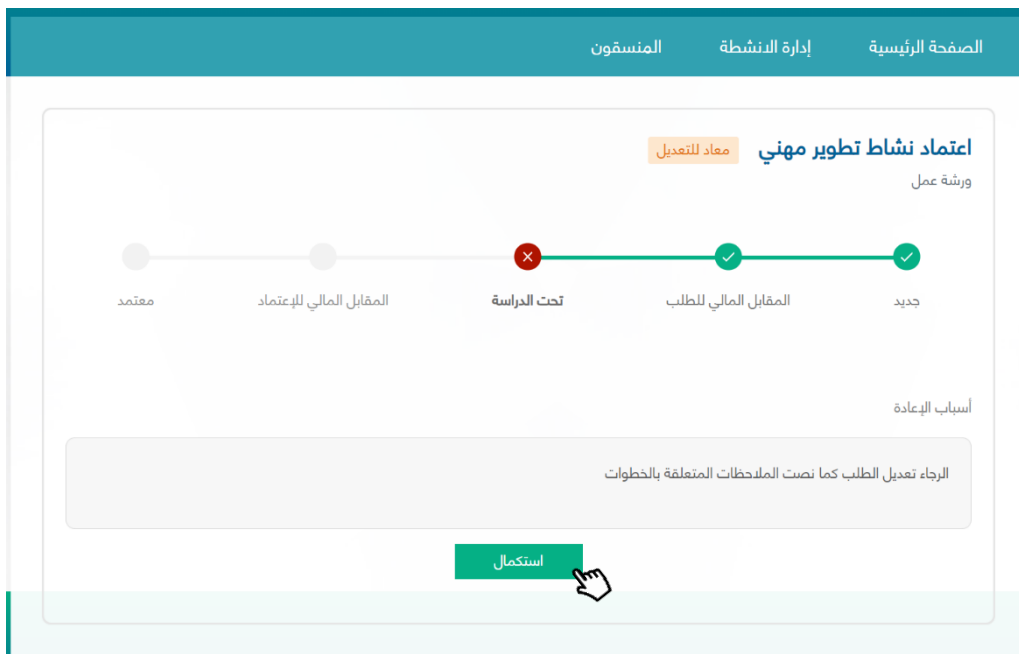 الصفحة الرئيسية إدارة الانشطة المنسقون
اعتماد نشاط تطوير مهني معاد للتعديل
ورشة عمل
جديد المقابل المالي للطلب تحت الدراسة المقابل المالي للإعتماد معتمد
أسباب الإعادة
الرجاء تعديل الطلب كما نصت الملاحظات المتعلقة بالخطوات
استكمال